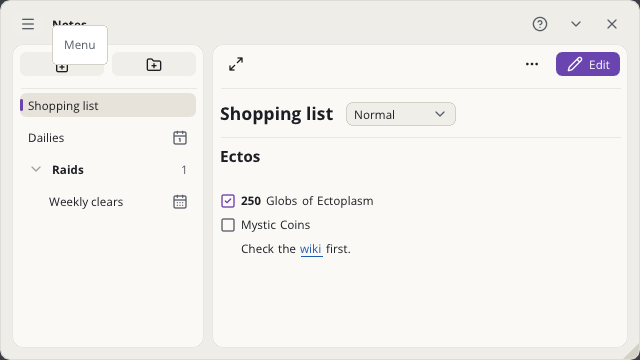 Notes
Menu
Edit
Shopping list
Dailies
Raids 1
Weekly clears
Shopping list Normal
Ectos
250 Globs of Ectoplasm
Mystic Coins
Check the wiki first.